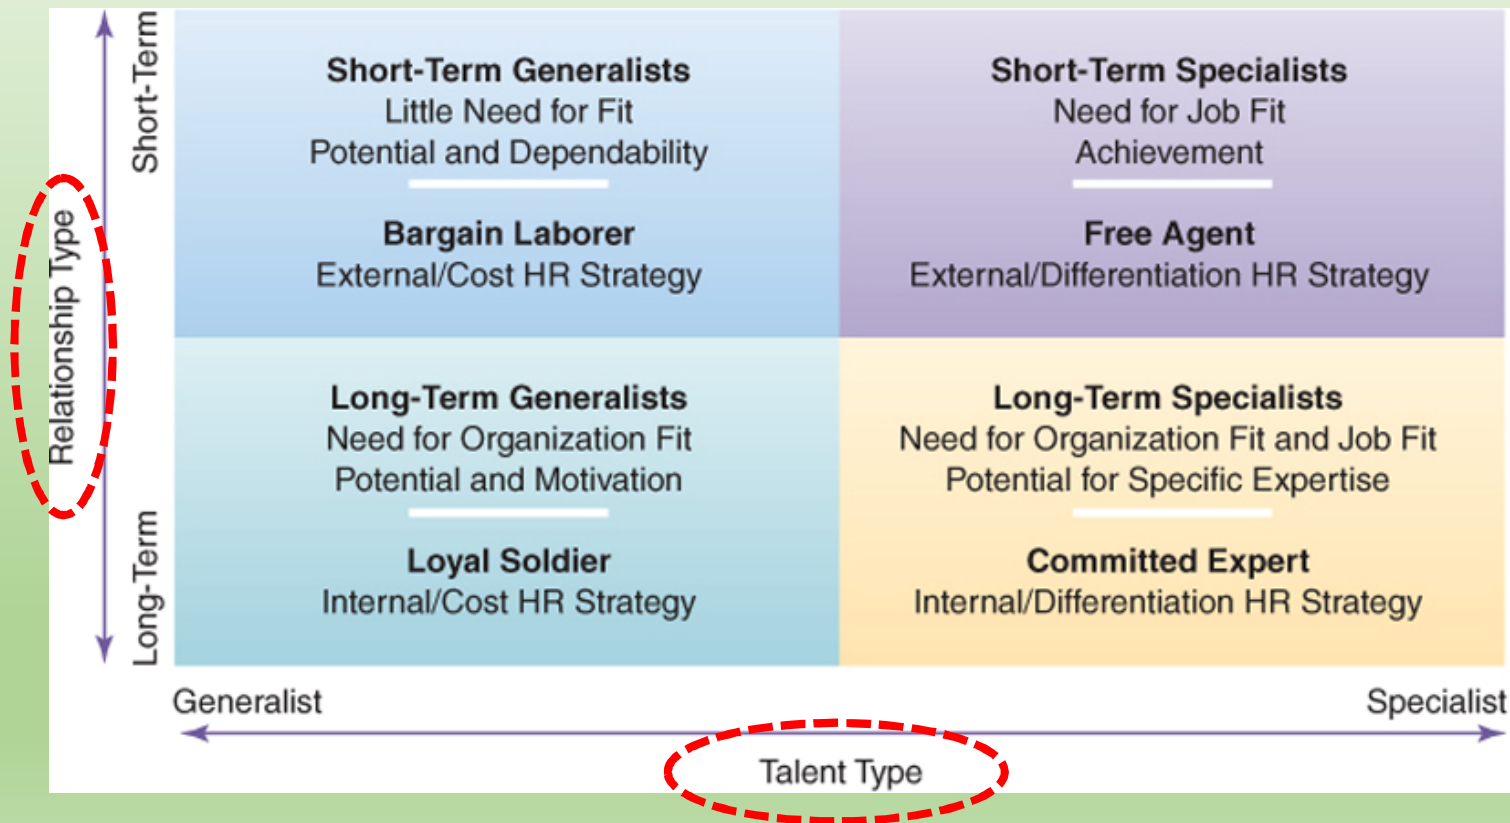 Short-Term
Relationship Type
Long-Term
Short-Term Generalists
Little Need for Fit
Potential and Dependability
Bargain Laborer
External/Cost HR Strategy
Short-Term Specialists
Need for Job Fit
Achievement
Free Agent
External/Differentiation HR Strategy
Long-Term Generalists
Need for Organization Fit
Potential and Motivation
Loyal Soldier
Internal/Cost HR Strategy
Long-Term Specialists
Need for Organization Fit and Job Fit
Potential for Specific Expertise
Committed Expert
Internal/Differentiation HR Strategy
Generalist
Specialist
Talent Type